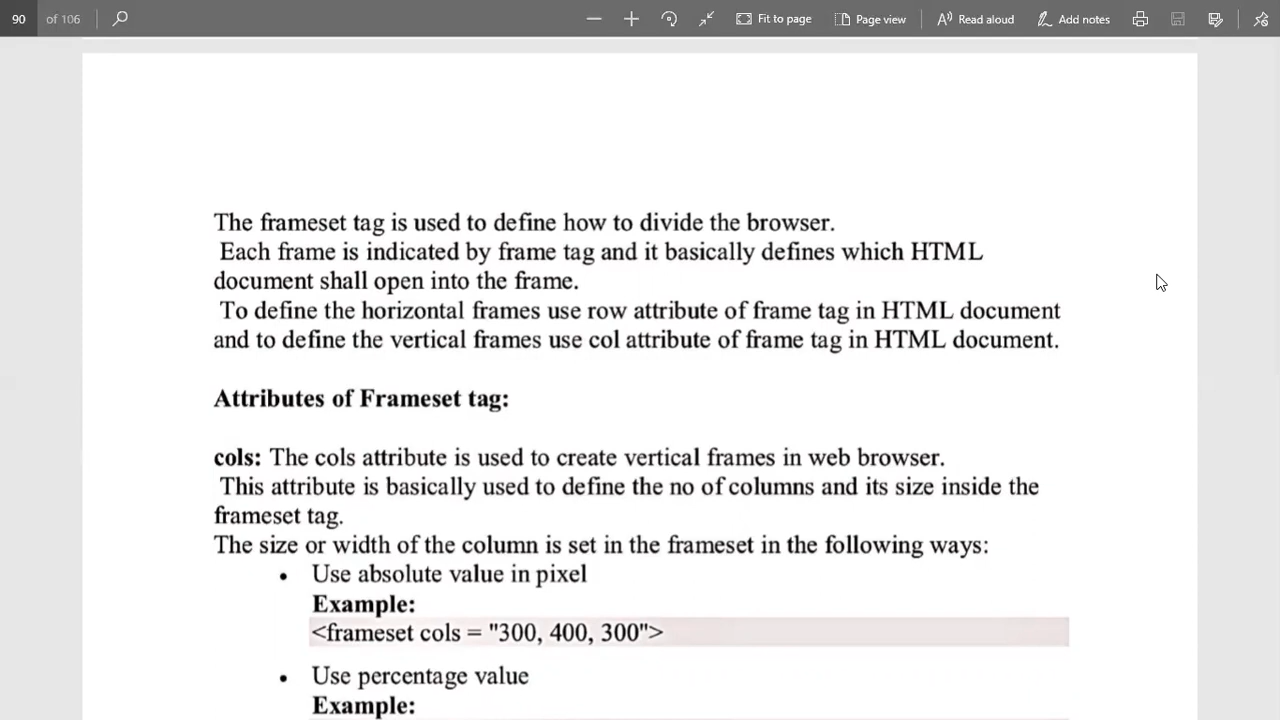 90 of 106 Fit to page Page view Read aloud Add notes
The frameset tag is used to define how to divide the browser.
Each frame is indicated by frame tag and it basically defines which HTML
document shall open into the frame.
To define the horizontal frames use row attribute of frame tag in HTML document
and to define the vertical frames use col attribute of frame tag in HTML document.
Attributes of Frameset tag:
cols: The cols attribute is used to create vertical frames in web browser.
This attribute is basically used to define the no of columns and its size inside the
frameset tag.
The size or width of the column is set in the frameset in the following ways:
• Use absolute value in pixel
Example:
<frameset cols = "300, 400, 300">
• Use percentage value
Example: